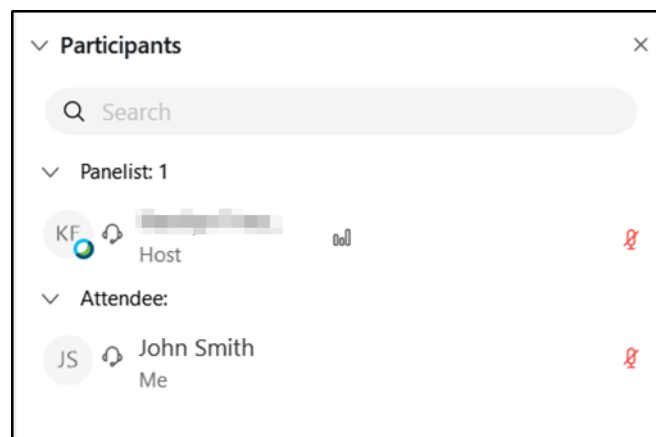 Participants
Search
Panelist: 1
KF
Host
Attendee:
JS
John Smith
Me